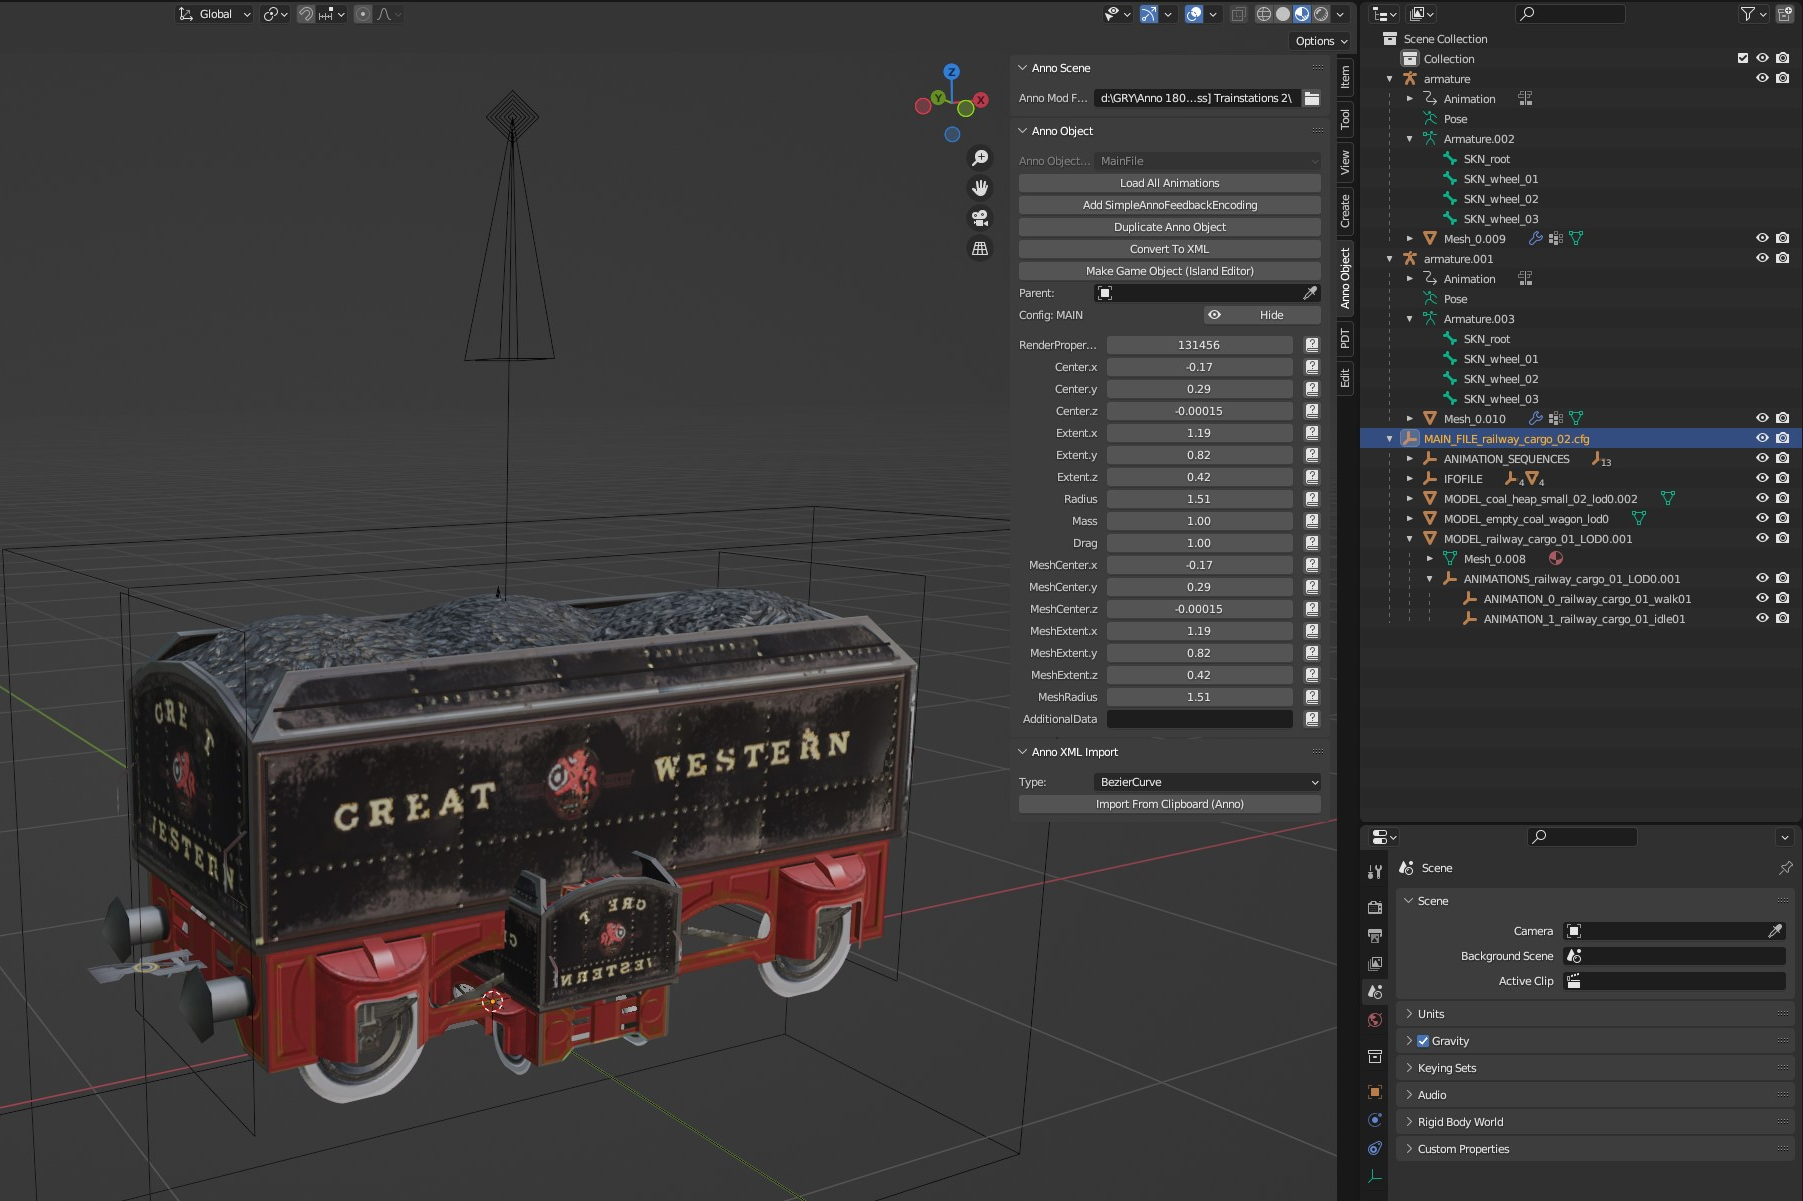 Global
Options
Z
Y
X
Anno Scene
Anno Mod F... d:\GRY\Anno 180...ss] Trainstations 2\
Anno Object
Anno Object... MainFile
Load All Animations
Add SimpleAnnoFeedbackEncoding
Duplicate Anno Object
Convert To XML
Make Game Object (Island Editor)
Parent:
Config: MAIN Hide
RenderProper... 131456
Center.x -0.17
Center.y 0.29
Center.z -0.00015
Extent.x 1.19
Extent.y 0.82
Extent.z 0.42
Radius 1.51
Mass 1.00
Drag 1.00
MeshCenter.x -0.17
MeshCenter.y 0.29
MeshCenter.z -0.00015
MeshExtent.x 1.19
MeshExtent.y 0.82
MeshExtent.z 0.42
MeshRadius 1.51
AdditionalData
Anno XML Import
Type: BezierCurve
Import From Clipboard (Anno)
Item
Tool
View
Create
Anno Object
PDT
Edit
GREAT WESTERN
Scene Collection
Collection
armature
Animation
Pose
Armature.002
SKN_root
SKN_wheel_01
SKN_wheel_02
SKN_wheel_03
Mesh_0.009
armature.001
Animation
Pose
Armature.003
SKN_root
SKN_wheel_01
SKN_wheel_02
SKN_wheel_03
Mesh_0.010
MAIN_FILE_railway_cargo_02.cfg
ANIMATION_SEQUENCES 13
IFOFILE 4 4
MODEL_coal_heap_small_02_lod0.002
MODEL_empty_coal_wagon_lod0
MODEL_railway_cargo_01_LOD0.001
Mesh_0.008
ANIMATIONS_railway_cargo_01_LOD0.001
ANIMATION_0_railway_cargo_01_walk01
ANIMATION_1_railway_cargo_01_idle01
Scene
Scene
Camera
Background Scene
Active Clip
Units
Gravity
Keying Sets
Audio
Rigid Body World
Custom Properties